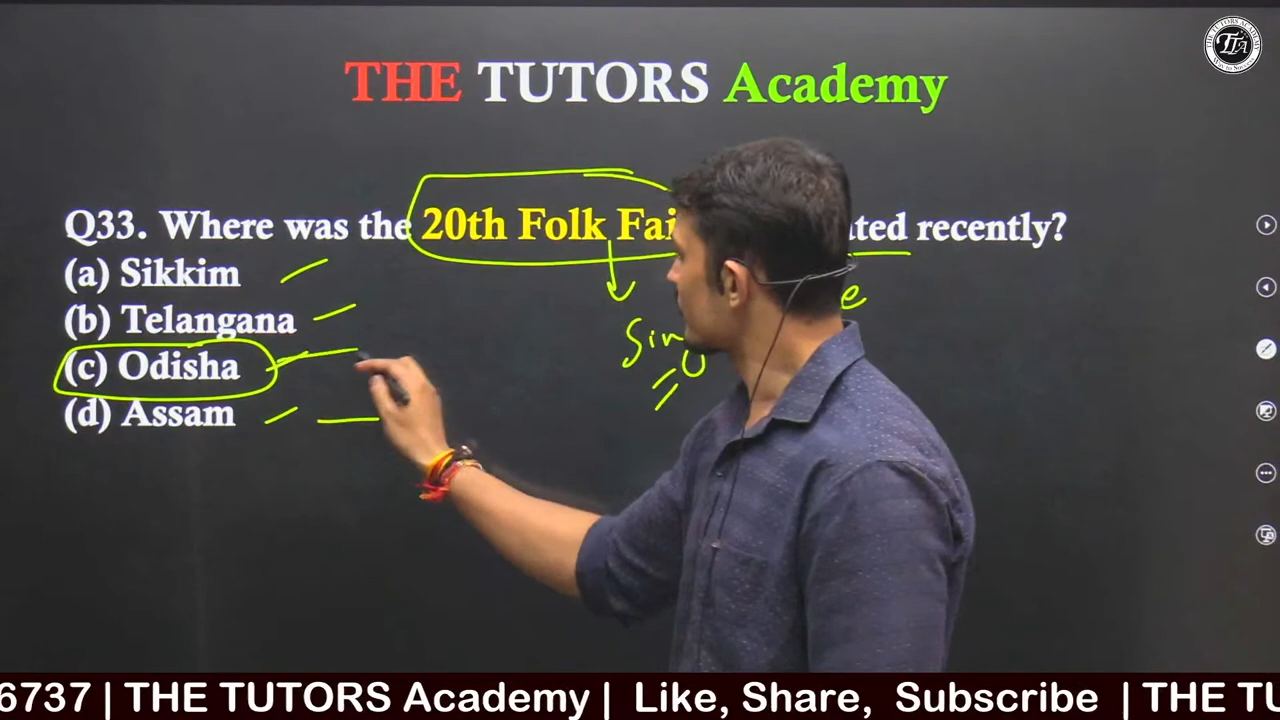 THE TUTORS Academy
Q33. Where was the 20th Folk Fai ated recently?
(a) Sikkim
(b) Telangana
(c) Odisha
(d) Assam
6737 | THE TUTORS Academy | Like, Share, Subscribe | THE TU